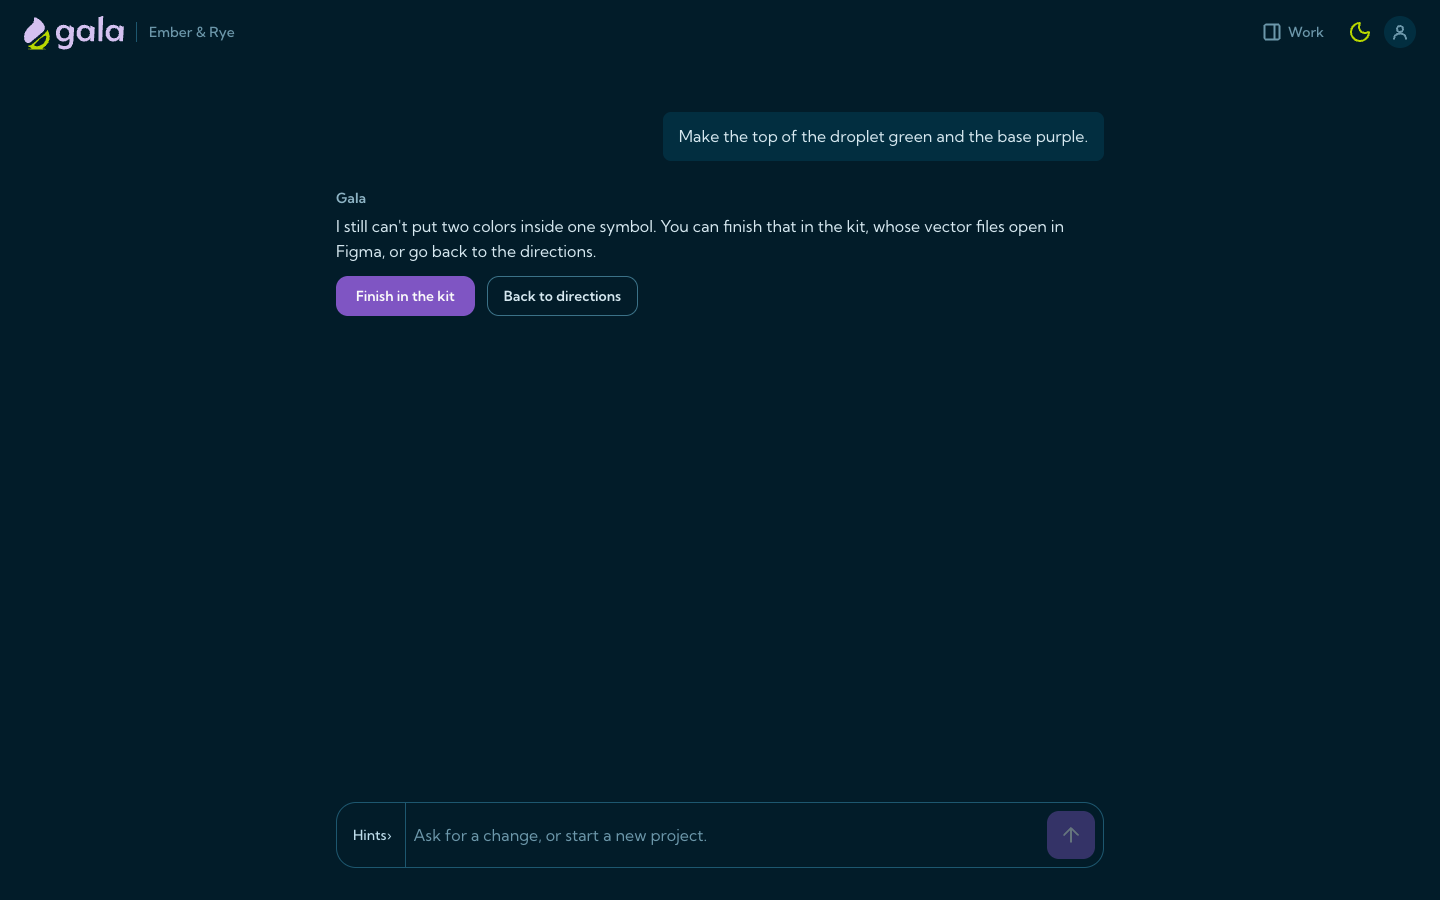 gala
Ember & Rye
Work
Make the top of the droplet green and the base purple.
Gala
I still can't put two colors inside one symbol. You can finish that in the kit, whose vector files open in
Figma, or go back to the directions.
Finish in the kit
Back to directions
Hints›
Ask for a change, or start a new project.